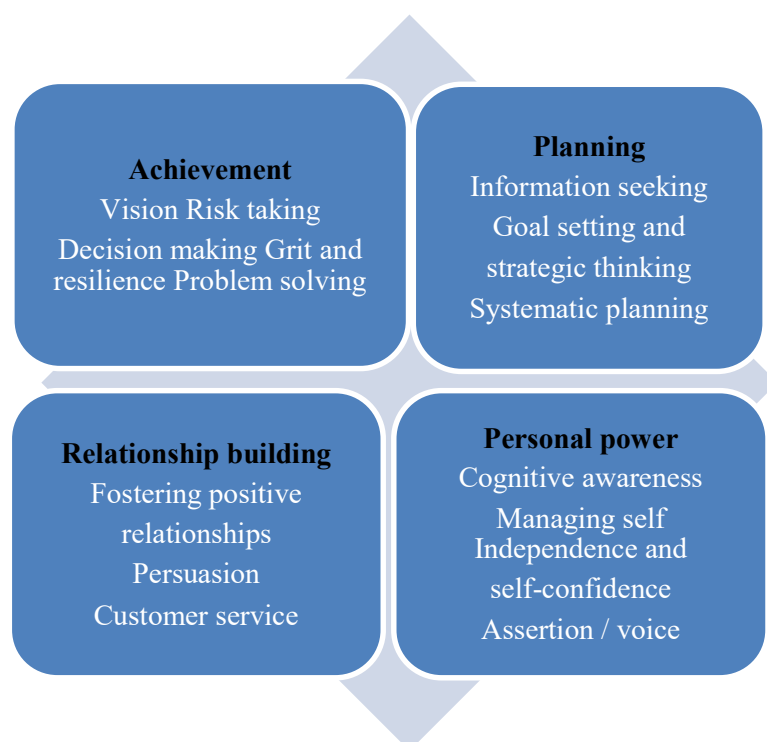 Achievement
Vision Risk taking
Decision making Grit and
resilience Problem solving
Planning
Information seeking
Goal setting and
strategic thinking
Systematic planning
Relationship building
Fostering positive
relationships
Persuasion
Customer service
Personal power
Cognitive awareness
Managing self
Independence and
self-confidence
Assertion / voice